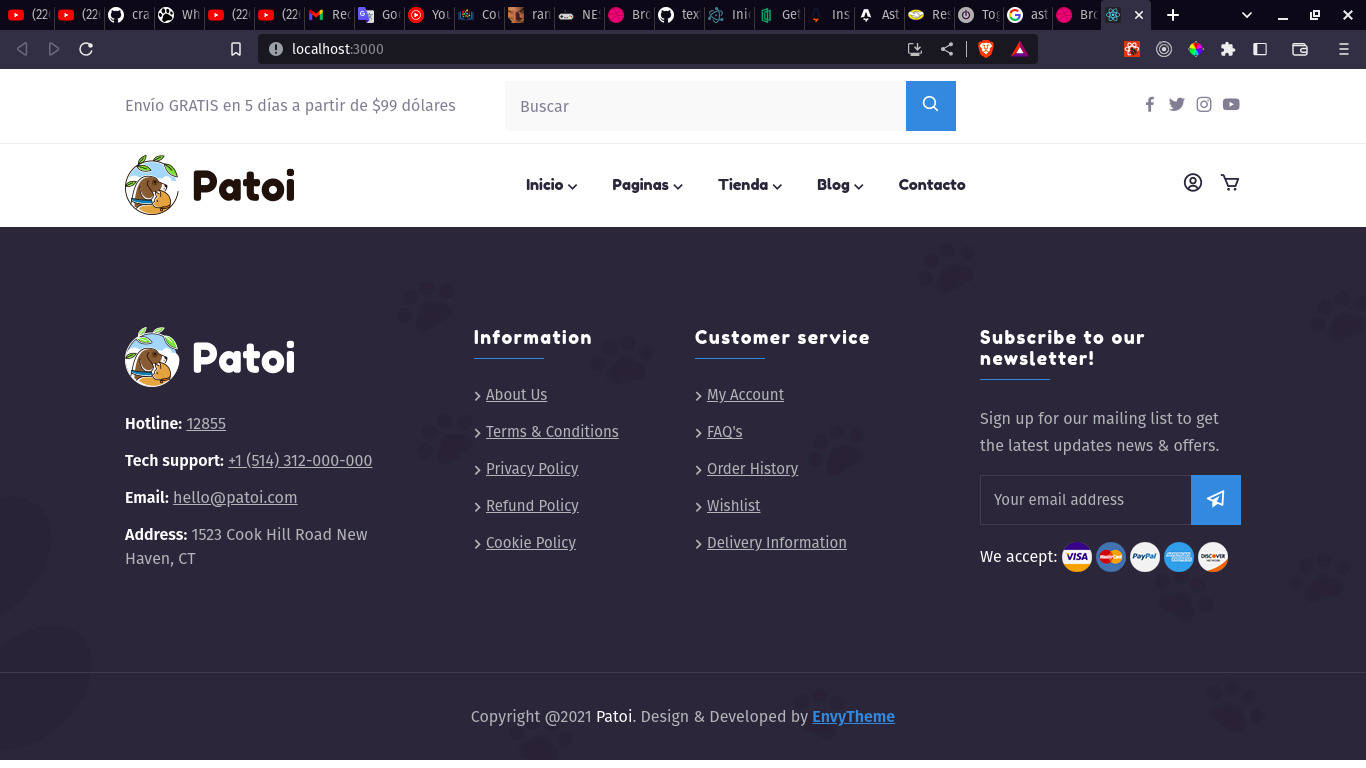 (22
(22
cra
Wh
(22
(22
Rec
Goo
You
Cou
ran
NE
Bro
tex
Inic
Get
Ins
Ast
Res
Tog
ast
Bro
localhost:3000
Envío GRATIS en 5 días a partir de $99 dólares
Buscar
Patoi
Inicio
Paginas
Tienda
Blog
Contacto
Patoi
Hotline: 12855
Tech support: +1 (514) 312-000-000
Email: hello@patoi.com
Address: 1523 Cook Hill Road New
Haven, CT
Information
About Us
Terms & Conditions
Privacy Policy
Refund Policy
Cookie Policy
Customer service
My Account
FAQ's
Order History
Wishlist
Delivery Information
Subscribe to our
newsletter!
Sign up for our mailing list to get
the latest updates news & offers.
Your email address
We accept: VISA MasterCard PayPal DISCOVER
Copyright @2021 Patoi. Design & Developed by EnvyTheme